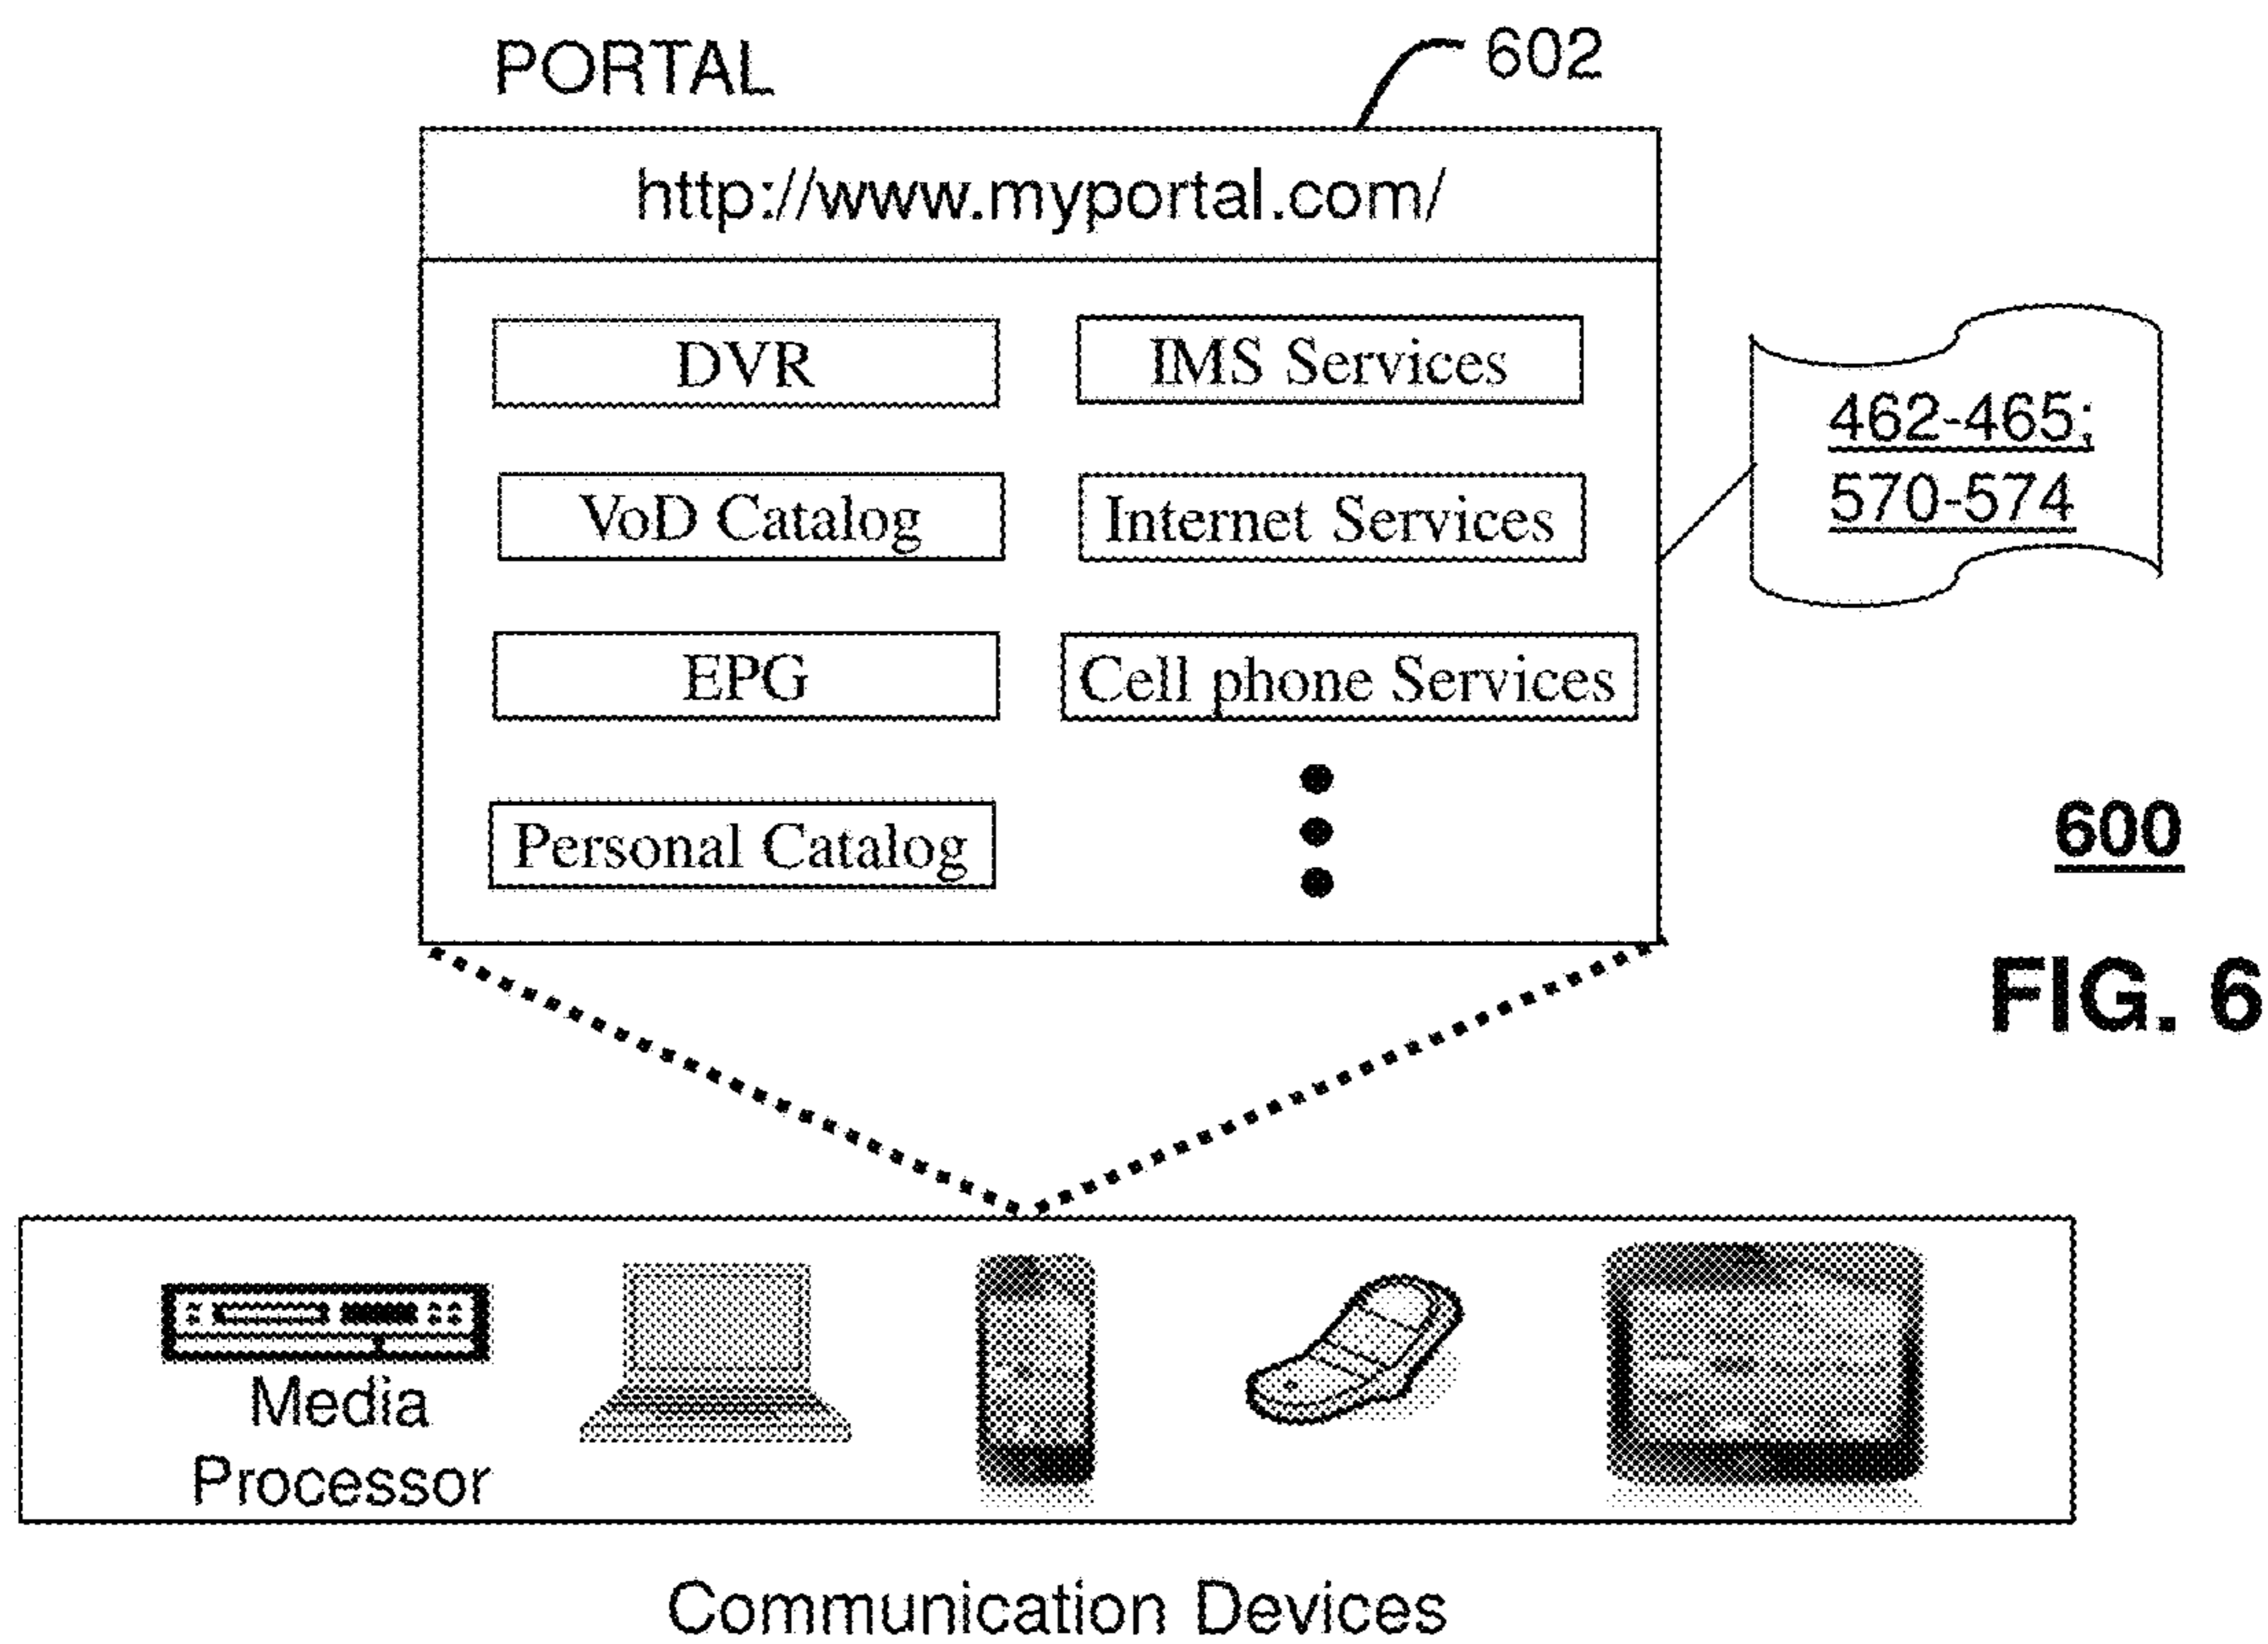 PORTAL
602
http://www.myportal.com/
DVR
IMS Services
VoD Catalog
Internet Services
EPG
Cell phone Services
Personal Catalog
462-465;
570-574
600
FIG. 6
Media
Processor
Communication Devices